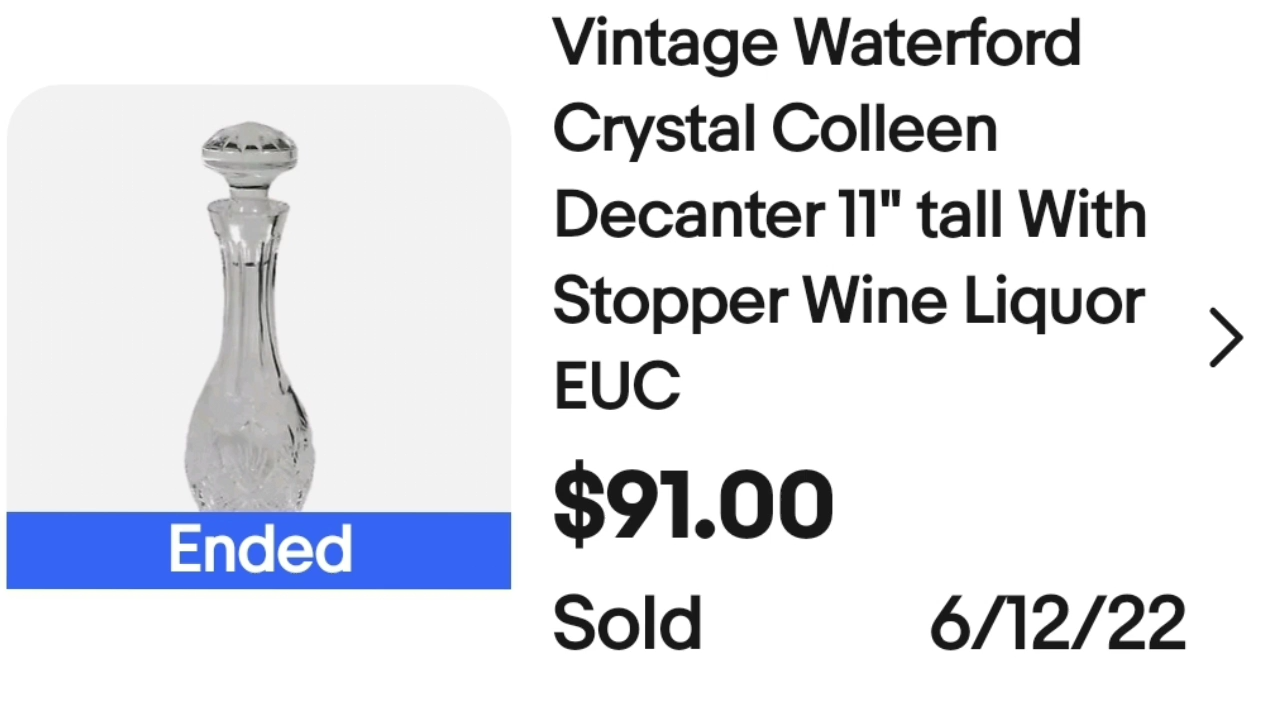 Vintage Waterford
Crystal Colleen
Decanter 11" tall With
Stopper Wine Liquor
EUC
$91.00
Sold 6/12/22
Ended